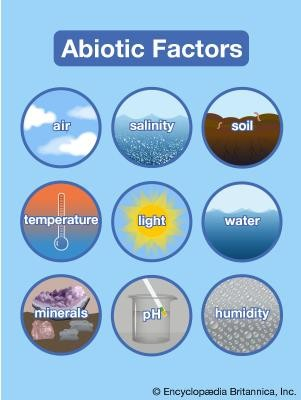 Abiotic Factors
air
salinity
soil
temperature
light
water
minerals
pH
humidity
© Encyclopædia Britannica, Inc.